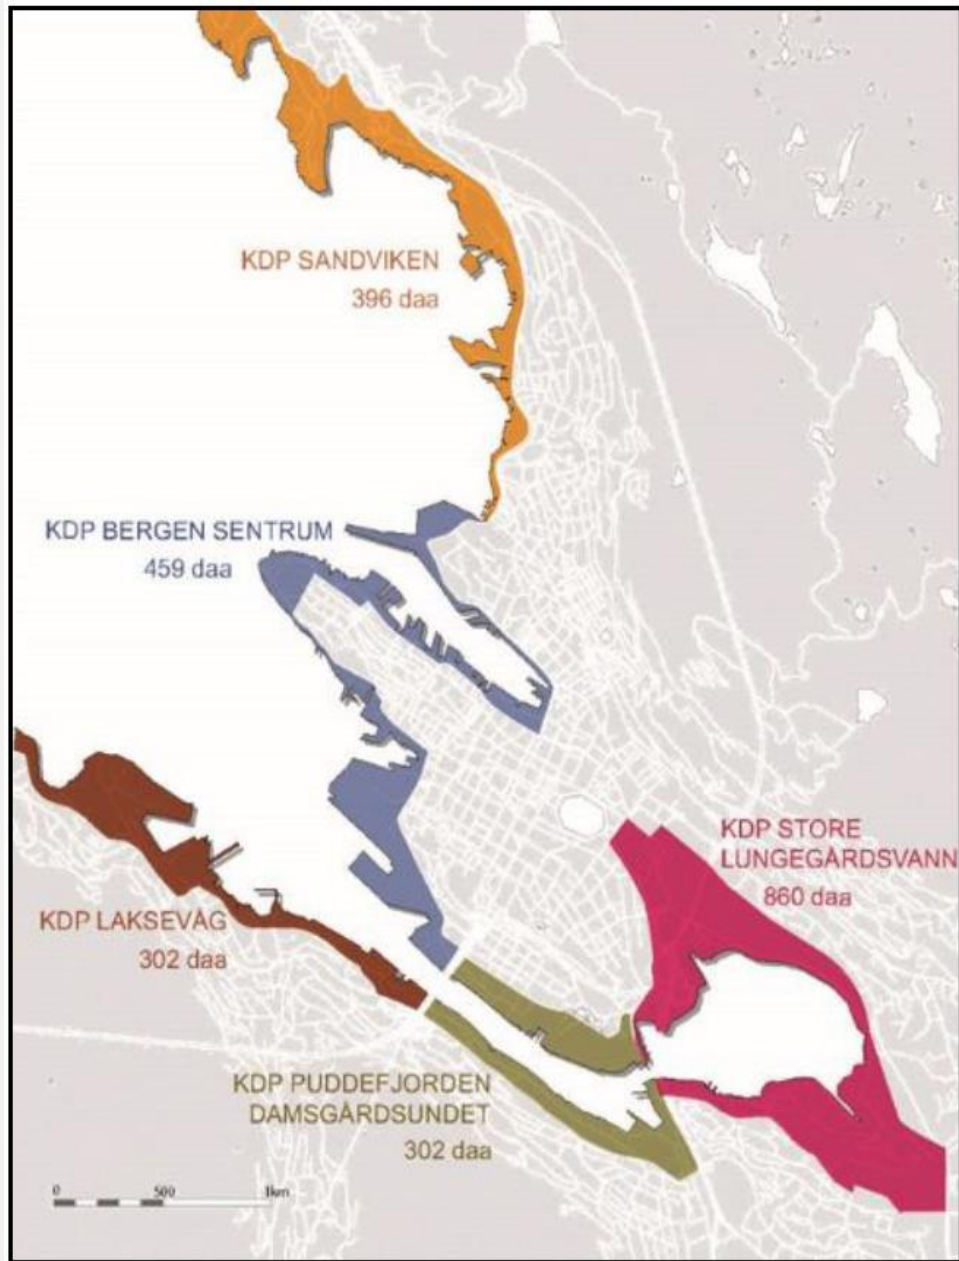 KDP SANDVIKEN
396 daa
KDP BERGEN SENTRUM
459 daa
KDP STORE
LUNGEGÅRDSVANN
860 daa
KDP LAKSEVÅG
302 daa
KDP PUDDEFJORDEN
DAMSGÅRDSUNDET
302 daa
0 500 1km